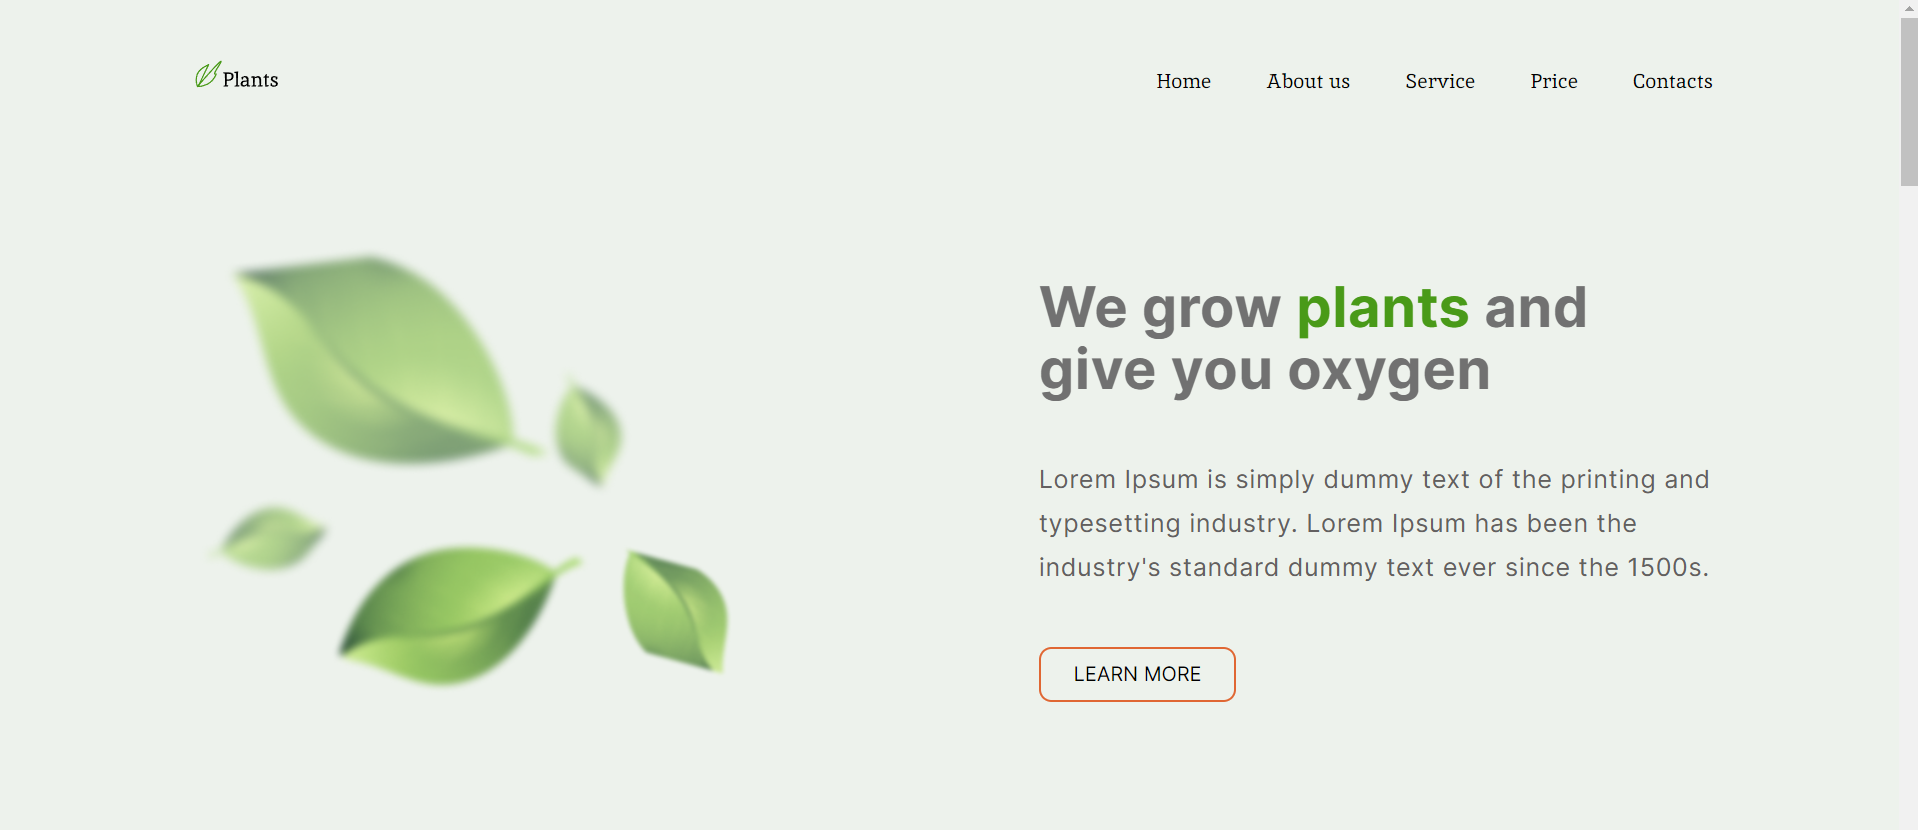 Plants
Home About us Service Price Contacts
We grow plants and
give you oxygen
Lorem Ipsum is simply dummy text of the printing and
typesetting industry. Lorem Ipsum has been the
industry's standard dummy text ever since the 1500s.
LEARN MORE